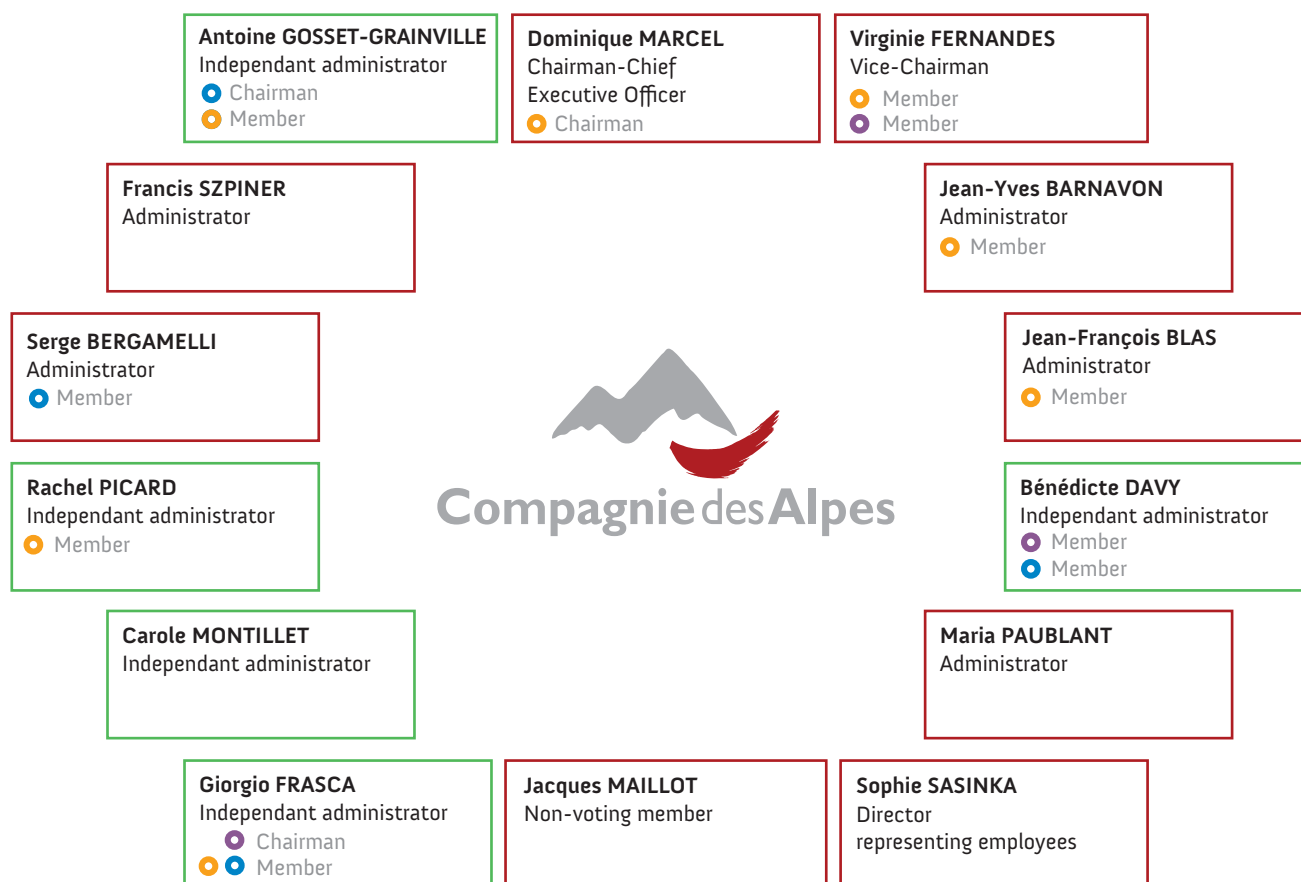 Antoine GOSSET-GRAINVILLE
Independant administrator
Chairman
Member
Dominique MARCEL
Chairman-Chief
Executive Officer
Chairman
Virginie FERNANDES
Vice-Chairman
Member
Member
Francis SZPINER
Administrator
Jean-Yves BARNAVON
Administrator
Member
Serge BERGAMELLI
Administrator
Member
Jean-François BLAS
Administrator
Member
Rachel PICARD
Independant administrator
Member
Compagnie des Alpes
Bénédicte DAVY
Independant administrator
Member
Member
Carole MONTILLET
Independant administrator
Maria PAUBLANT
Administrator
Giorgio FRASCA
Independant administrator
Chairman
Member
Jacques MAILLOT
Non-voting member
Sophie SASINKA
Director
representing employees